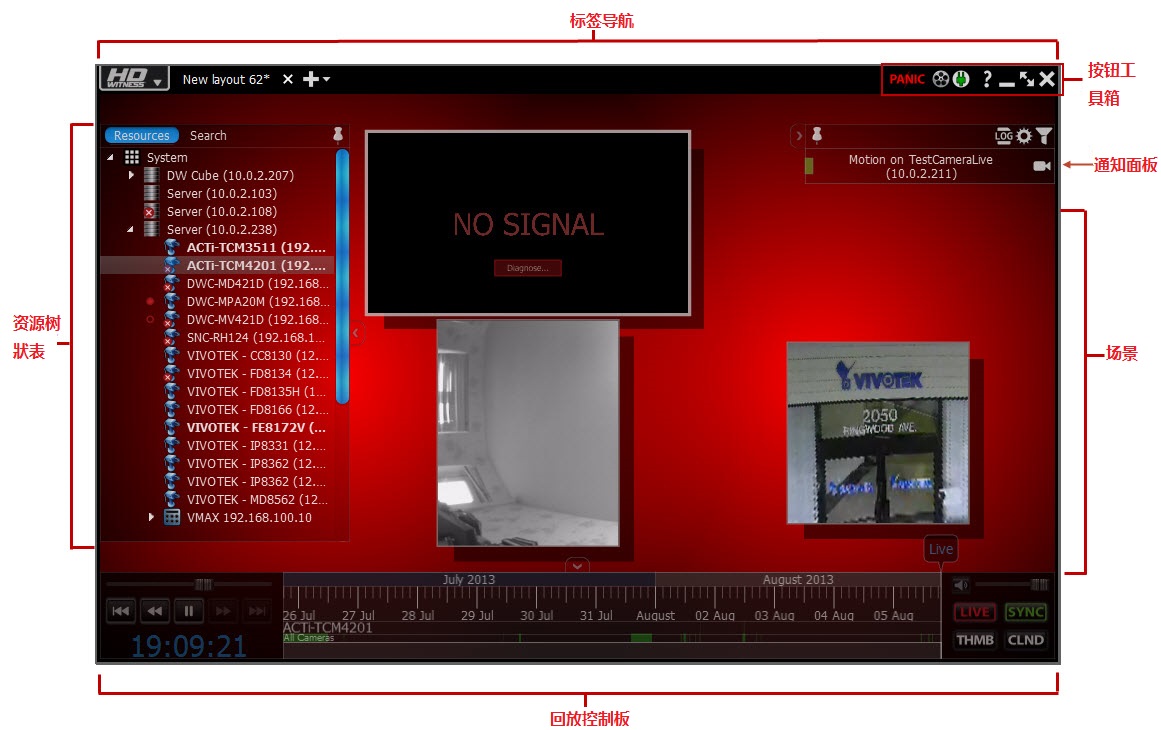 标签导航
HD
WITNESS
New layout 62*
PANIC
?
按钮工
具箱
Resources
Search
System
DW Cube (10.0.2.207)
Server (10.0.2.103)
Server (10.0.2.108)
Server (10.0.2.238)
ACTi-TCM3511 (192....
ACTi-TCM4201 (192....
DWC-MD421D (192.168...
DWC-MPA20M (192.168...
DWC-MV421D (192.168...
SNC-RH124 (192.168.1...
VIVOTEK - CC8130 (12....
VIVOTEK - FD8134 (12....
VIVOTEK - FD8135H (1...
VIVOTEK - FD8166 (12....
VIVOTEK - FE8172V (...
VIVOTEK - IP8331 (12....
VIVOTEK - IP8362 (12....
VIVOTEK - IP8362 (12....
VIVOTEK - MD8562 (12...
VMAX 192.168.100.10
资源树
狀表
NO SIGNAL
Diagnose...
LOG
Motion on TestCameraLive
(10.0.2.211)
通知面板
场景
VIVOTEK
2050
RINGWOOD AVE.
Live
July 2013
August 2013
26 Jul
27 Jul
28 Jul
29 Jul
30 Jul
31 Jul
August
02 Aug
03 Aug
04 Aug
05 Aug
ACTi-TCM4201
All Cameras
19:09:21
LIVE
SYNC
THMB
CLND
回放控制板